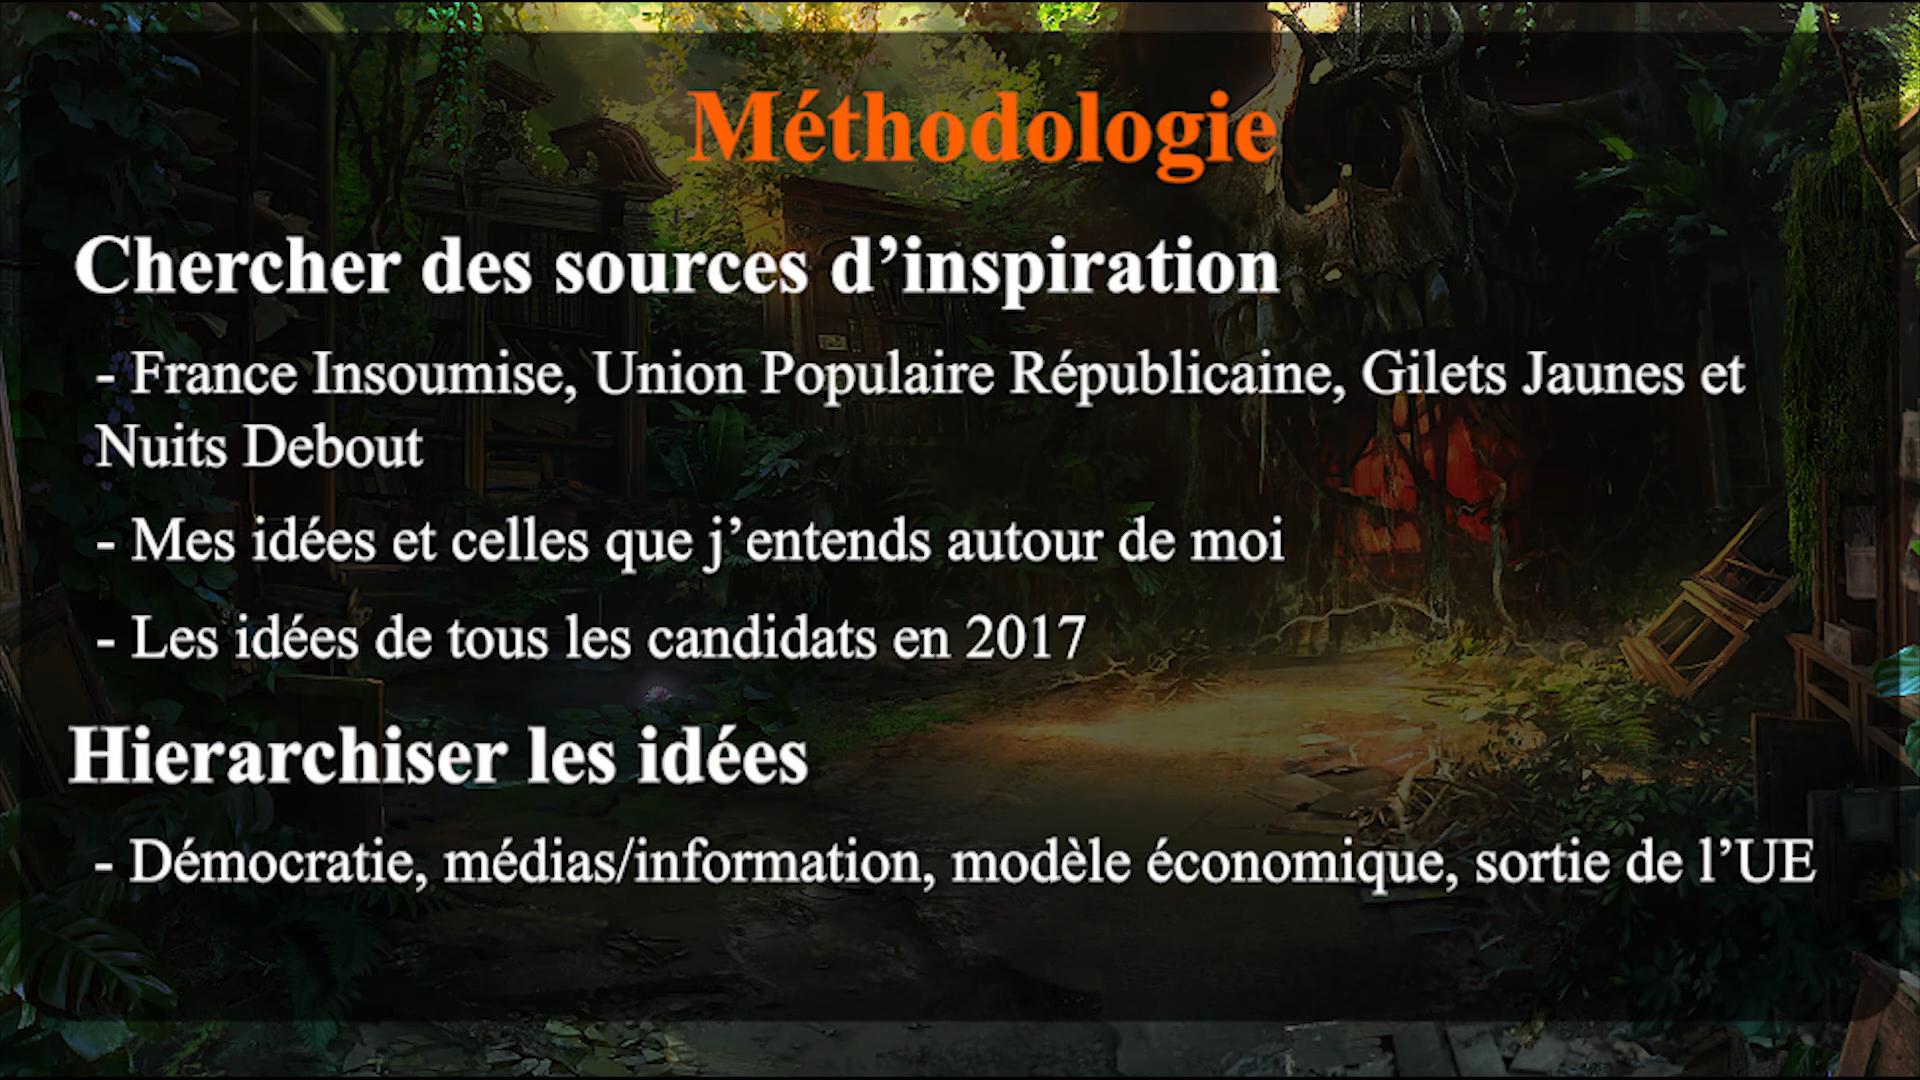 Méthodologie
Chercher des sources d’inspiration
- France Insoumise, Union Populaire Républicaine, Gilets Jaunes et
Nuits Debout
- Mes idées et celles que j’entends autour de moi
- Les idées de tous les candidats en 2017
Hierarchiser les idées
- Démocratie, médias/information, modèle économique, sortie de l’UE